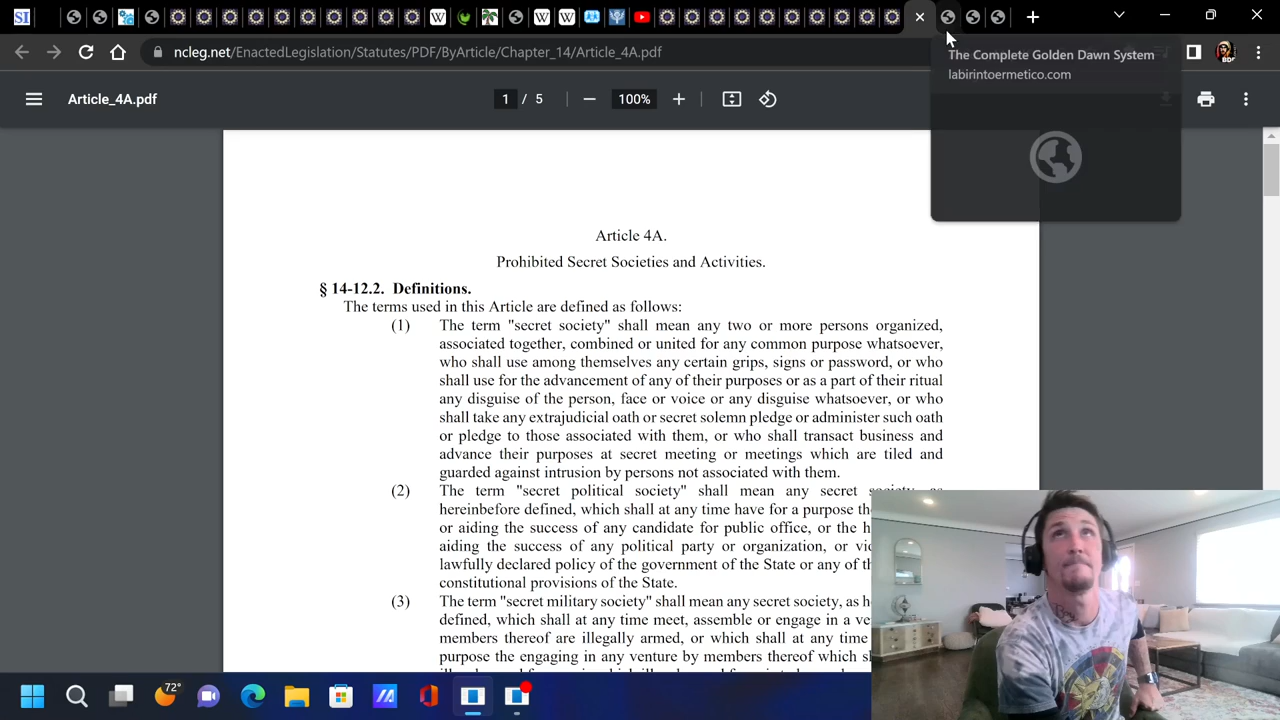 SI
W
W
W
ncleg.net/EnactedLegislation/Statutes/PDF/ByArticle/Chapter_14/Article_4A.pdf
The Complete Golden Dawn System
labirintoermetico.com
Article_4A.pdf
1 / 5
100%
Article 4A.
Prohibited Secret Societies and Activities.
§ 14-12.2. Definitions.
The terms used in this Article are defined as follows:
(1) The term "secret society" shall mean any two or more persons organized,
associated together, combined or united for any common purpose whatsoever,
who shall use among themselves any certain grips, signs or password, or who
shall use for the advancement of any of their purposes or as a part of their ritual
any disguise of the person, face or voice or any disguise whatsoever, or who
shall take any extrajudicial oath or secret solemn pledge or administer such oath
or pledge to those associated with them, or who shall transact business and
advance their purposes at secret meeting or meetings which are tiled and
guarded against intrusion by persons not associated with them.
(2) The term "secret political society" shall mean any secret society, as
hereinbefore defined, which shall at any time have for a purpose the
or aiding the success of any candidate for public office, or the h
aiding the success of any political party or organization, or vio
lawfully declared policy of the government of the State or any of th
constitutional provisions of the State.
(3) The term "secret military society" shall mean any secret society, as he
defined, which shall at any time meet, assemble or engage in a ve
members thereof are illegally armed, or which shall at any time
purpose the engaging in any venture by members thereof which sh
72°